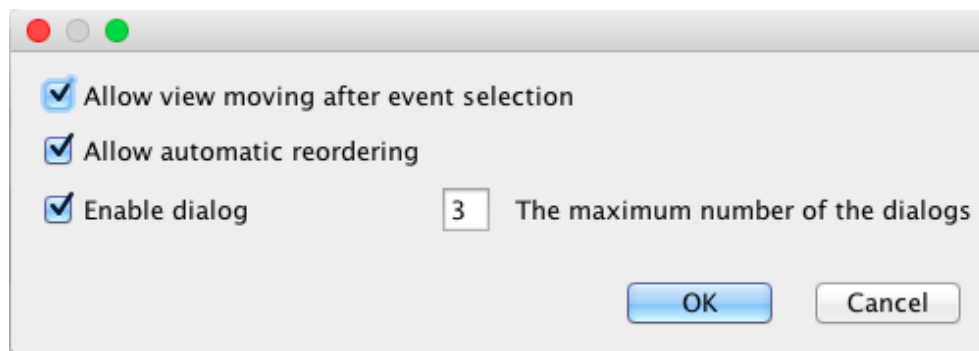 Allow view moving after event selection
Allow automatic reordering
Enable dialog 3 The maximum number of the dialogs
OK Cancel